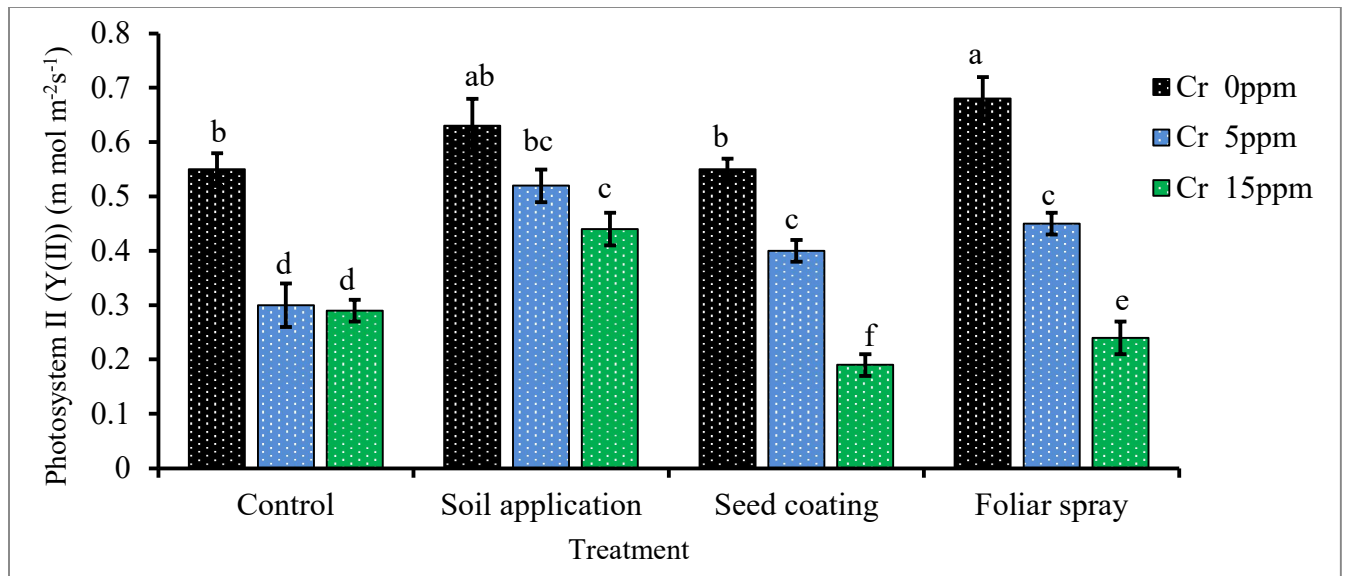 Photosystem II (Y(II)) (m mol m-2s-1)
0.8
0.7
0.6
0.5
0.4
0.3
0.2
0.1
0
b
d
d
ab
bc
c
b
c
f
a
c
e
Cr 0ppm
Cr 5ppm
Cr 15ppm
Control
Soil application
Seed coating
Foliar spray
Treatment